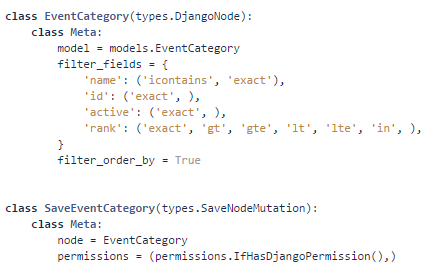 class EventCategory(types.DjangoNode):
    class Meta:
        model = models.EventCategory
        filter_fields = {
            'name': ('icontains', 'exact'),
            'id': ('exact', ),
            'active': ('exact', ),
            'rank': ('exact', 'gt', 'gte', 'lt', 'lte', 'in', ),
        }
        filter_order_by = True

class SaveEventCategory(types.SaveNodeMutation):
    class Meta:
        node = EventCategory
        permissions = (permissions.IfHasDjangoPermission(),)